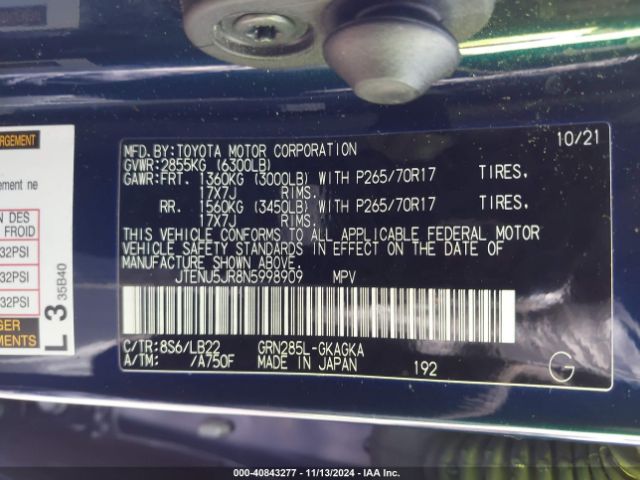 RGEMENT
ement ne
N DES
FROID
32PSI
32PSI
32PSI
GER
MENTS
L 3 35B40
MFD.BY:TOYOTA MOTOR CORPORATION 10/21
GVWR:2855KG (6300LB)
GAWR:FRT. 1360KG (3000LB) WITH P265/70R17 TIRES,
17X7J RIMS.
RR. 1560KG (3450LB) WITH P265/70R17 TIRES,
17X7J RIMS.
THIS VEHICLE CONFORMS TO ALL APPLICABLE FEDERAL MOTOR
VEHICLE SAFETY STANDARDS IN EFFECT ON THE DATE OF
MANUFACTURE SHOWN ABOVE.
JTENU5JR8N5998909 MPV
C/TR:8S6/LB22 GRN285L-GKAGKA
A/TM: /A750F MADE IN JAPAN 192 G
000-40843277 - 11/13/2024 - IAA Inc.